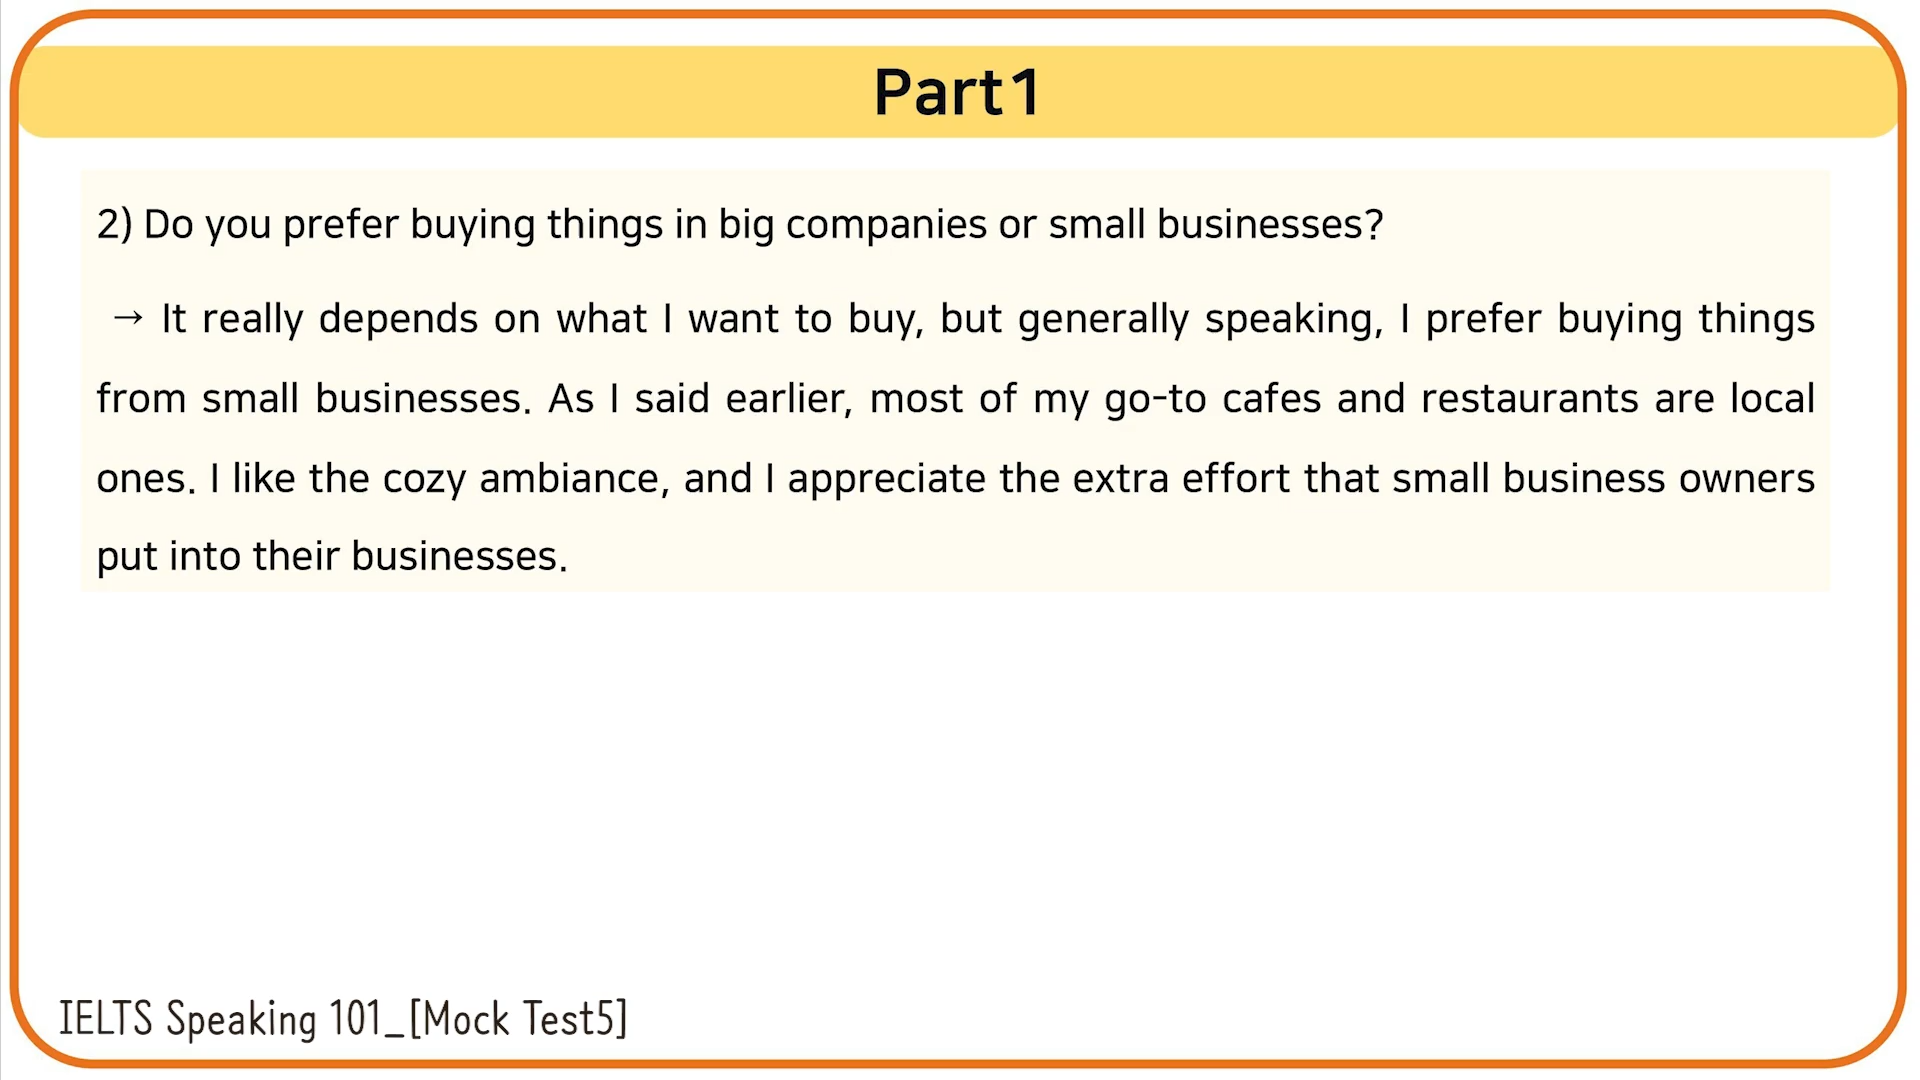 Part1
2) Do you prefer buying things in big companies or small businesses?
→ It really depends on what I want to buy, but generally speaking, I prefer buying things
from small businesses. As I said earlier, most of my go-to cafes and restaurants are local
ones. I like the cozy ambiance, and I appreciate the extra effort that small business owners
put into their businesses.
IELTS Speaking 101_[Mock Test5]